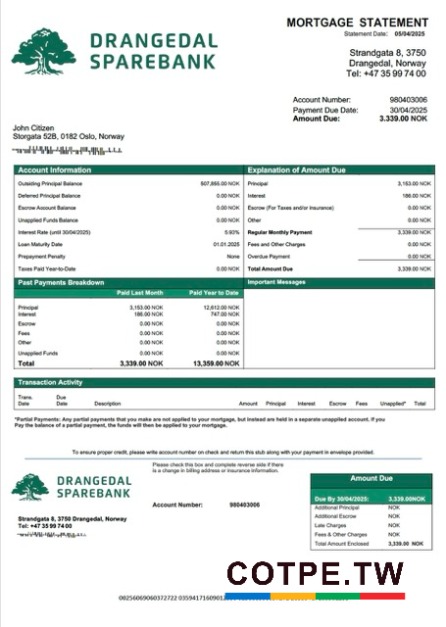 DRANGEDAL
SPAREBANK
MORTGAGE STATEMENT
Statement Date: 05/04/2025
Strandgata 8, 3750
Drangedal, Norway
Tel: +47 35 99 74 00
Account Number: 980403006
Payment Due Date: 30/04/2025
Amount Due: 3.339.00 NOK
John Citizen
Storgata 52B, 0182 Oslo, Norway
Account Information
Outsding Principal Balance 507,855.00 NOK
Deferred Principal Balance 0.00 NOK
Escrow Account Balance 0.00 NOK
Unapplied Funds Balance 0.00 NOK
Interest Rate (until 30/04/2025)
Loan Maturity Date 01.01.2025
Prepayment Penalty None
Taxes Paid Year-to-Date 0.00 NOK
Explanation of Amount Due
Principal 3,153.00 NOK
Interest 186.00 NOK
Escrow (For Taxes and/or Insurance) 0.00 NOK
Other 0.00 NOK
Regular Monthly Payment 3,339.00 NOK
Fees and Other Charges 0.00 NOK
Overdue Payment 0.00 NOK
Total Amount Due 3,339.00 NOK
Past Payments Breakdown
Paid Last Month Paid Year to Date
Principal 3,153.00 NOK 12,612.00 NOK
Interest 186.00 NOK 747.00 NOK
Escrow 0.00 NOK 0.00 NOK
Fees 0.00 NOK 0.00 NOK
Other 0.00 NOK 0.00 NOK
Unapplied Funds 0.00 NOK 0.00 NOK
Total 3,339.00 NOK 13,359.00 NOK
Important Messages
Transaction Activity
Trans. Date Due Date Description Amount Principal Interest Escrow Fees Unapplied* Total
*Partial Payments: Any partial payments that you make are not applied to your mortgage, but instead are held in a separate unapplied account. If you
Pay the balance of a partial payment, the funds will then be applied to your mortgage.
To ensure proper credit, please write account number on check and return this stub along with your payment in envelope provided.
DRANGEDAL
SPAREBANK
Please check this box and complete reverse side if there
is a change in billing address or insurance information.
Account Number: 980403006
Strandgata 8, 3750 Drangedal, Norway
Tel: +47 35 99 74 00
Amount Due
Due By 30/04/2025: 3,339.00NOK
Additional Principal NOK
Additional Escrow NOK
Late Charges NOK
Fees & Other Charges NOK
Total Amount Enclosed 3,339.00 NOK
COTPE.TW